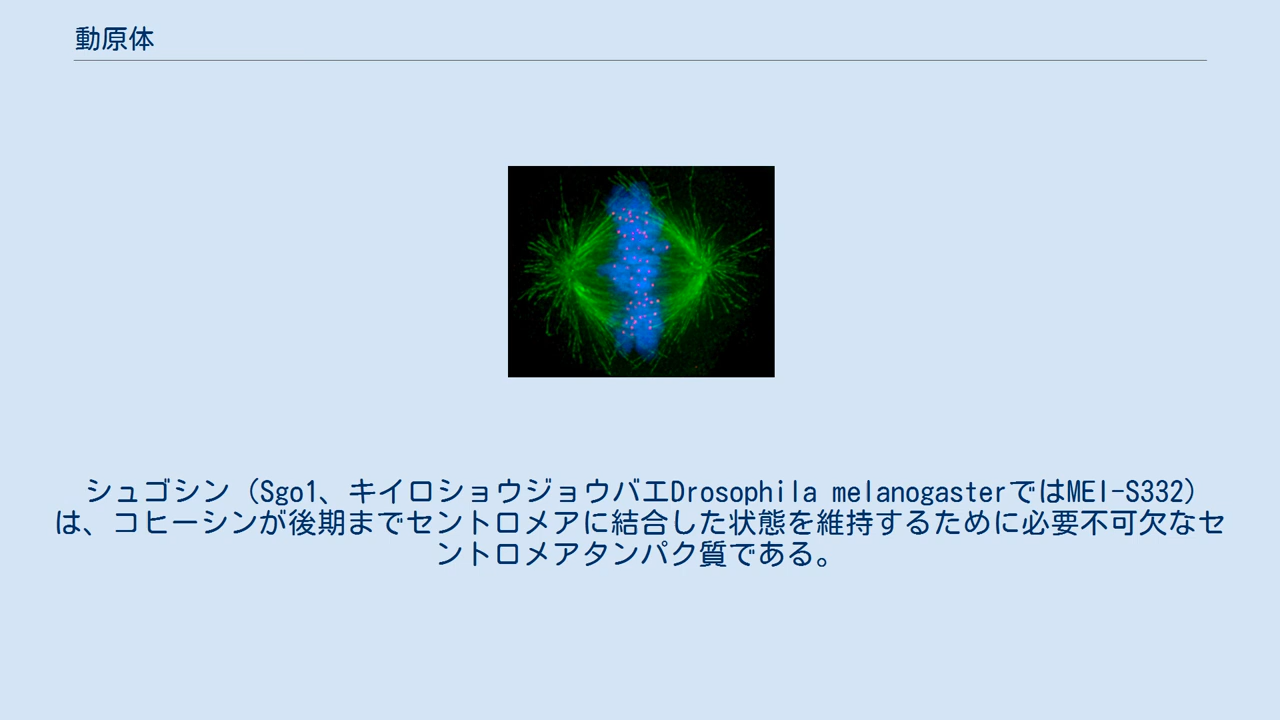 動原体
シュゴシン（Sgo1、キイロショウジョウバエDrosophila melanogasterではMEI-S332）
は、コヒーシンが後期までセントロメアに結合した状態を維持するために必要不可欠なセ
ントロメアタンパク質である。